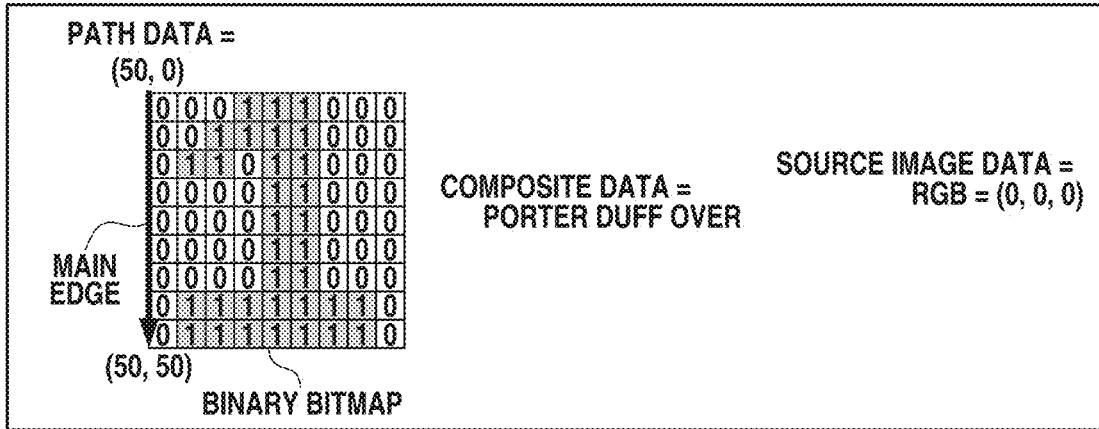 PATH DATA =
(50, 0)
0 0 0 1 1 1 0 0 0
0 0 1 1 1 1 0 0 0
0 1 1 0 1 1 0 0 0
0 0 0 0 1 1 0 0 0
0 0 0 0 1 1 0 0 0
0 0 0 0 1 1 0 0 0
0 0 0 0 1 1 0 0 0
0 1 1 1 1 1 1 1 0
0 1 1 1 1 1 1 1 0
MAIN
EDGE
(50, 50)
BINARY BITMAP
COMPOSITE DATA =
PORTER DUFF OVER
SOURCE IMAGE DATA =
RGB = (0, 0, 0)